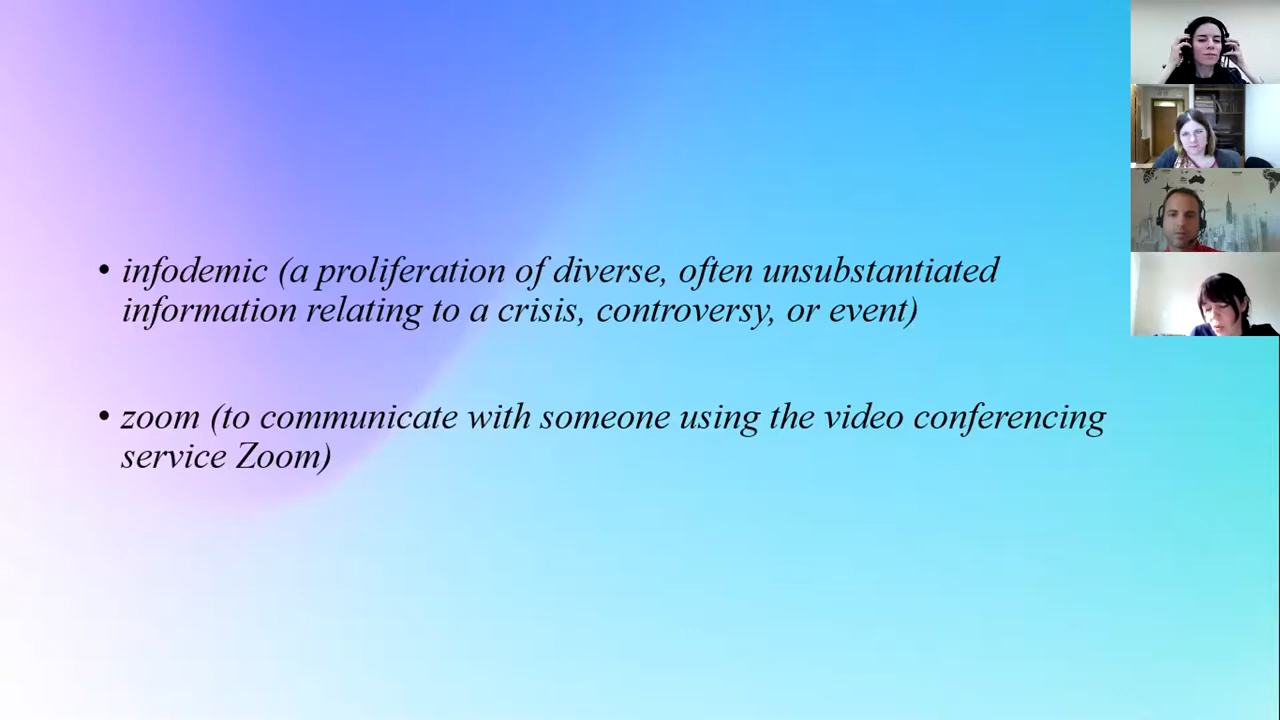 • infodemic (a proliferation of diverse, often unsubstantiated
information relating to a crisis, controversy, or event)
• zoom (to communicate with someone using the video conferencing
service Zoom)